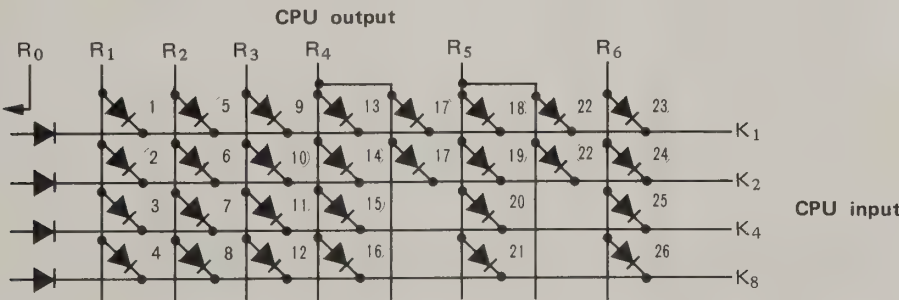 CPU output
R0 R1 R2 R3 R4 R5 R6
1 5 9 13 17 18 22 23
K1
2 6 10 14 17 19 22 24
K2
3 7 11 15 20 25
K4
CPU input
4 8 12 16 21 26
K8